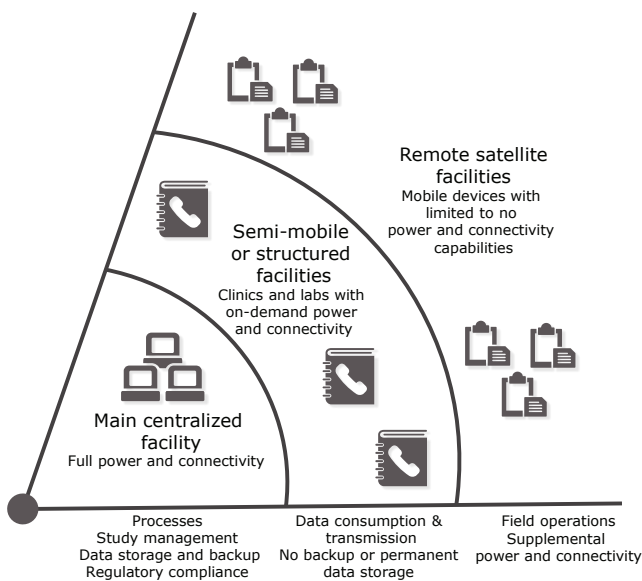 Remote satellite
facilities
Mobile devices with
limited to no
power and connectivity
capabilities
Semi-mobile
or structured
facilities
Clinics and labs with
on-demand power
and connectivity
Main centralized
facility
Full power and connectivity
Processes
Study management
Data storage and backup
Regulatory compliance
Data consumption &
transmission
No backup or permanent
data storage
Field operations
Supplemental
power and connectivity